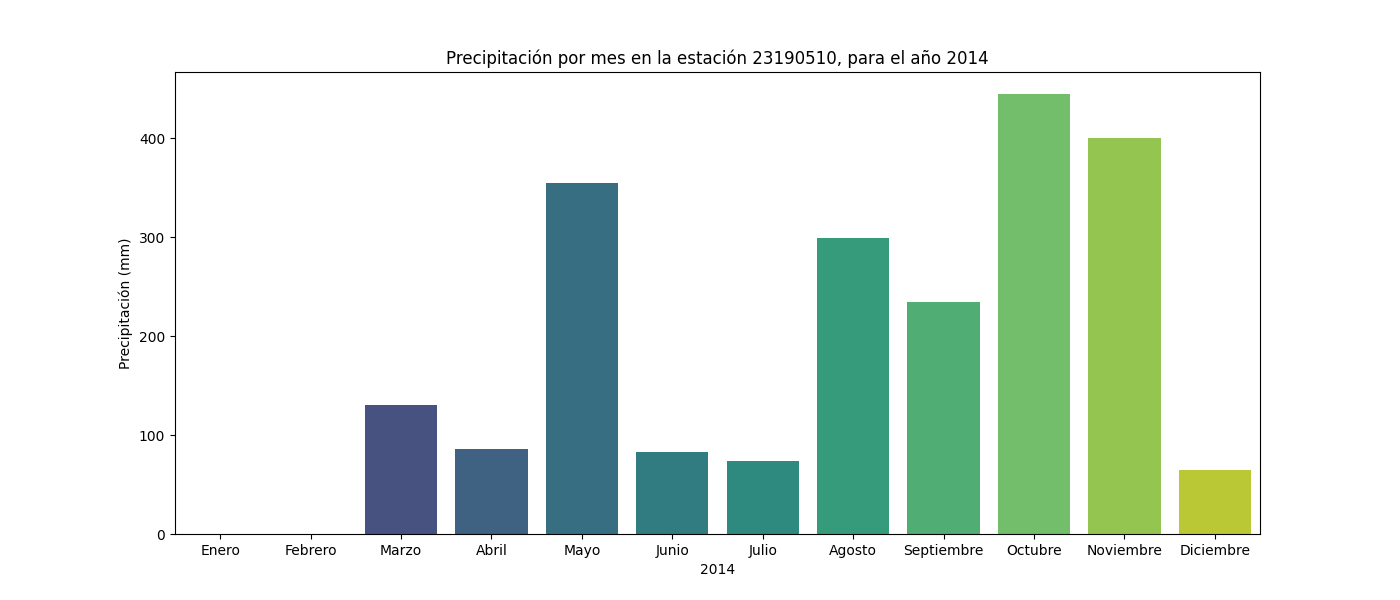 Precipitación por mes en la estación 23190510, para el año 2014
Precipitación (mm)
400
300
200
100
0
Enero Febrero Marzo Abril Mayo Junio Julio Agosto Septiembre Octubre Noviembre Diciembre
2014